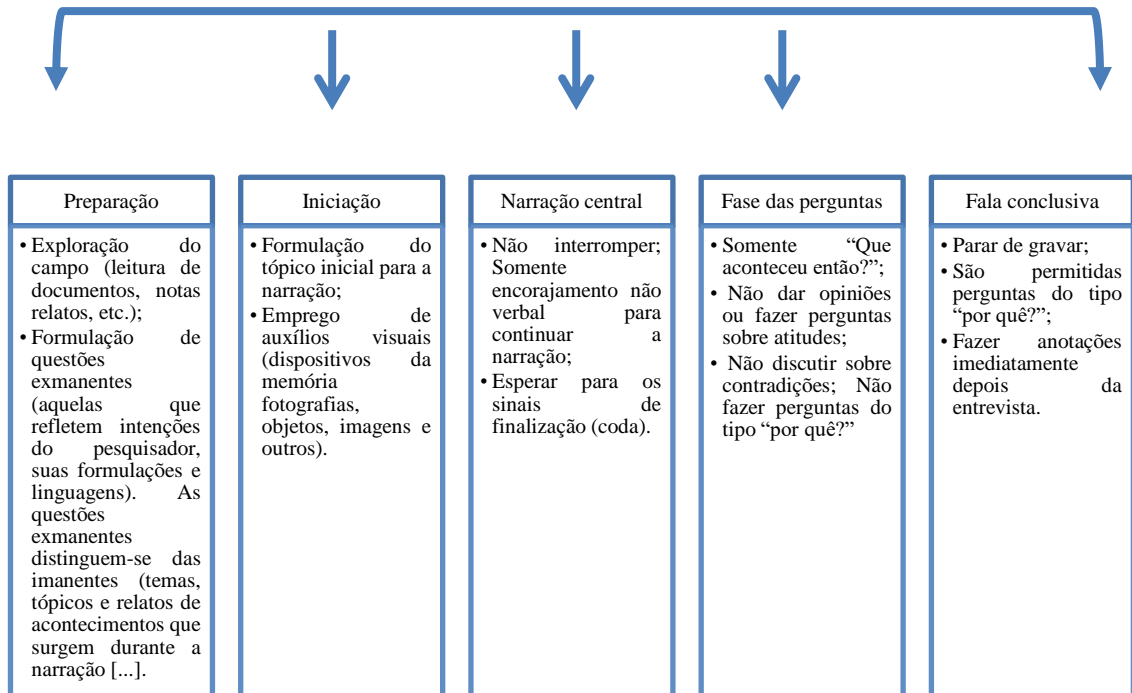 Preparação
• Exploração do
campo (leitura de
documentos, notas
relatos, etc.);
• Formulação de
questões
exmanentes
(aquelas que
refletem intenções
do pesquisador,
suas formulações e
linguagens). As
questões
exmanentes
distinguem-se das
imanentes (temas,
tópicos e relatos de
acontecimentos que
surgem durante a
narração [...].
Iniciação
• Formulação do
tópico inicial para a
narração;
• Emprego de
auxílios visuais
(dispositivos da
memória
fotografias,
objetos, imagens e
outros).
Narração central
• Não interromper;
Somente
encorajamento não
verbal para
continuar a
narração;
• Esperar para os
sinais de
finalização (coda).
Fase das perguntas
• Somente “Que
aconteceu então?”;
• Não dar opiniões
ou fazer perguntas
sobre atitudes;
• Não discutir sobre
contradições; Não
fazer perguntas do
tipo “por quê?”
Fala conclusiva
• Parar de gravar;
• São permitidas
perguntas do tipo
“por quê?”;
• Fazer anotações
imediatamente
depois da
entrevista.